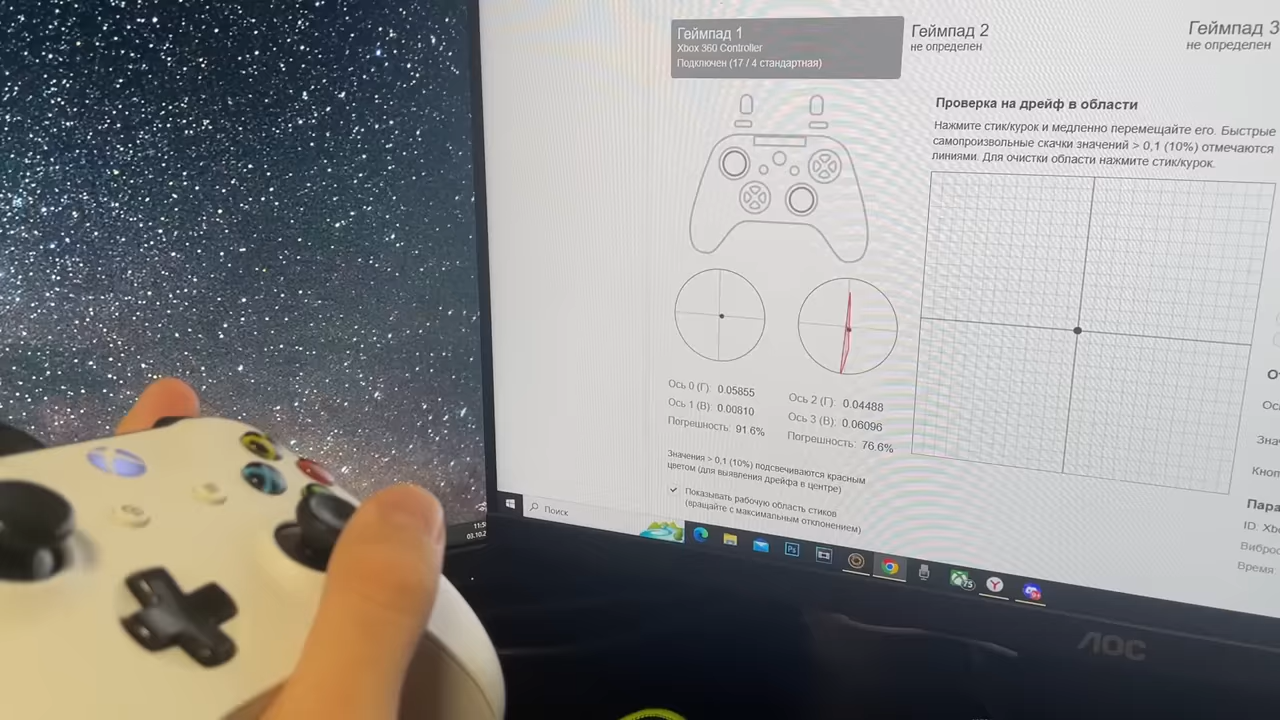 Геймпад 1
Xbox 360 Controller
Подключен (17 / 4 стандартная)
Геймпад 2
не определен
Геймпад 3
не определен
Проверка на дрейф в области
Нажмите стик/курок и медленно перемещайте его. Быстрые
самопроизвольные скачки значений > 0,1 (10%) отмечаются
линиями. Для очистки области нажмите стик/курок.
Ось 0 (Г): 0.05855
Ось 1 (В): 0.00810
Погрешность: 91.6%
Ось 2 (Г): 0.04488
Ось 3 (В): 0.06096
Погрешность: 76.6%
Значения > 0,1 (10%) подсвечиваются красным
цветом (для выявления дрейфа в центре)
Показывать рабочую область стиков
(вращайте с максимальным отклонением)
Поиск
Ps
75
Y
9+
AOC